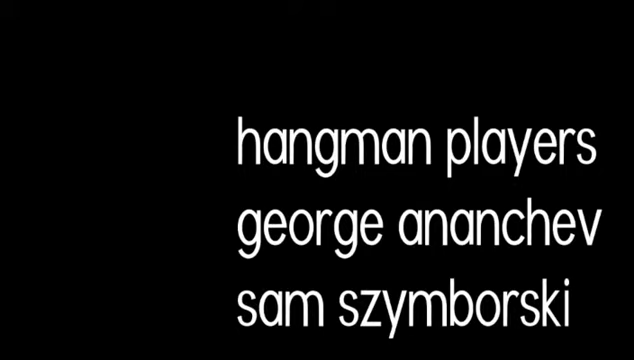 hangman players
george ananchev
sam szymborski